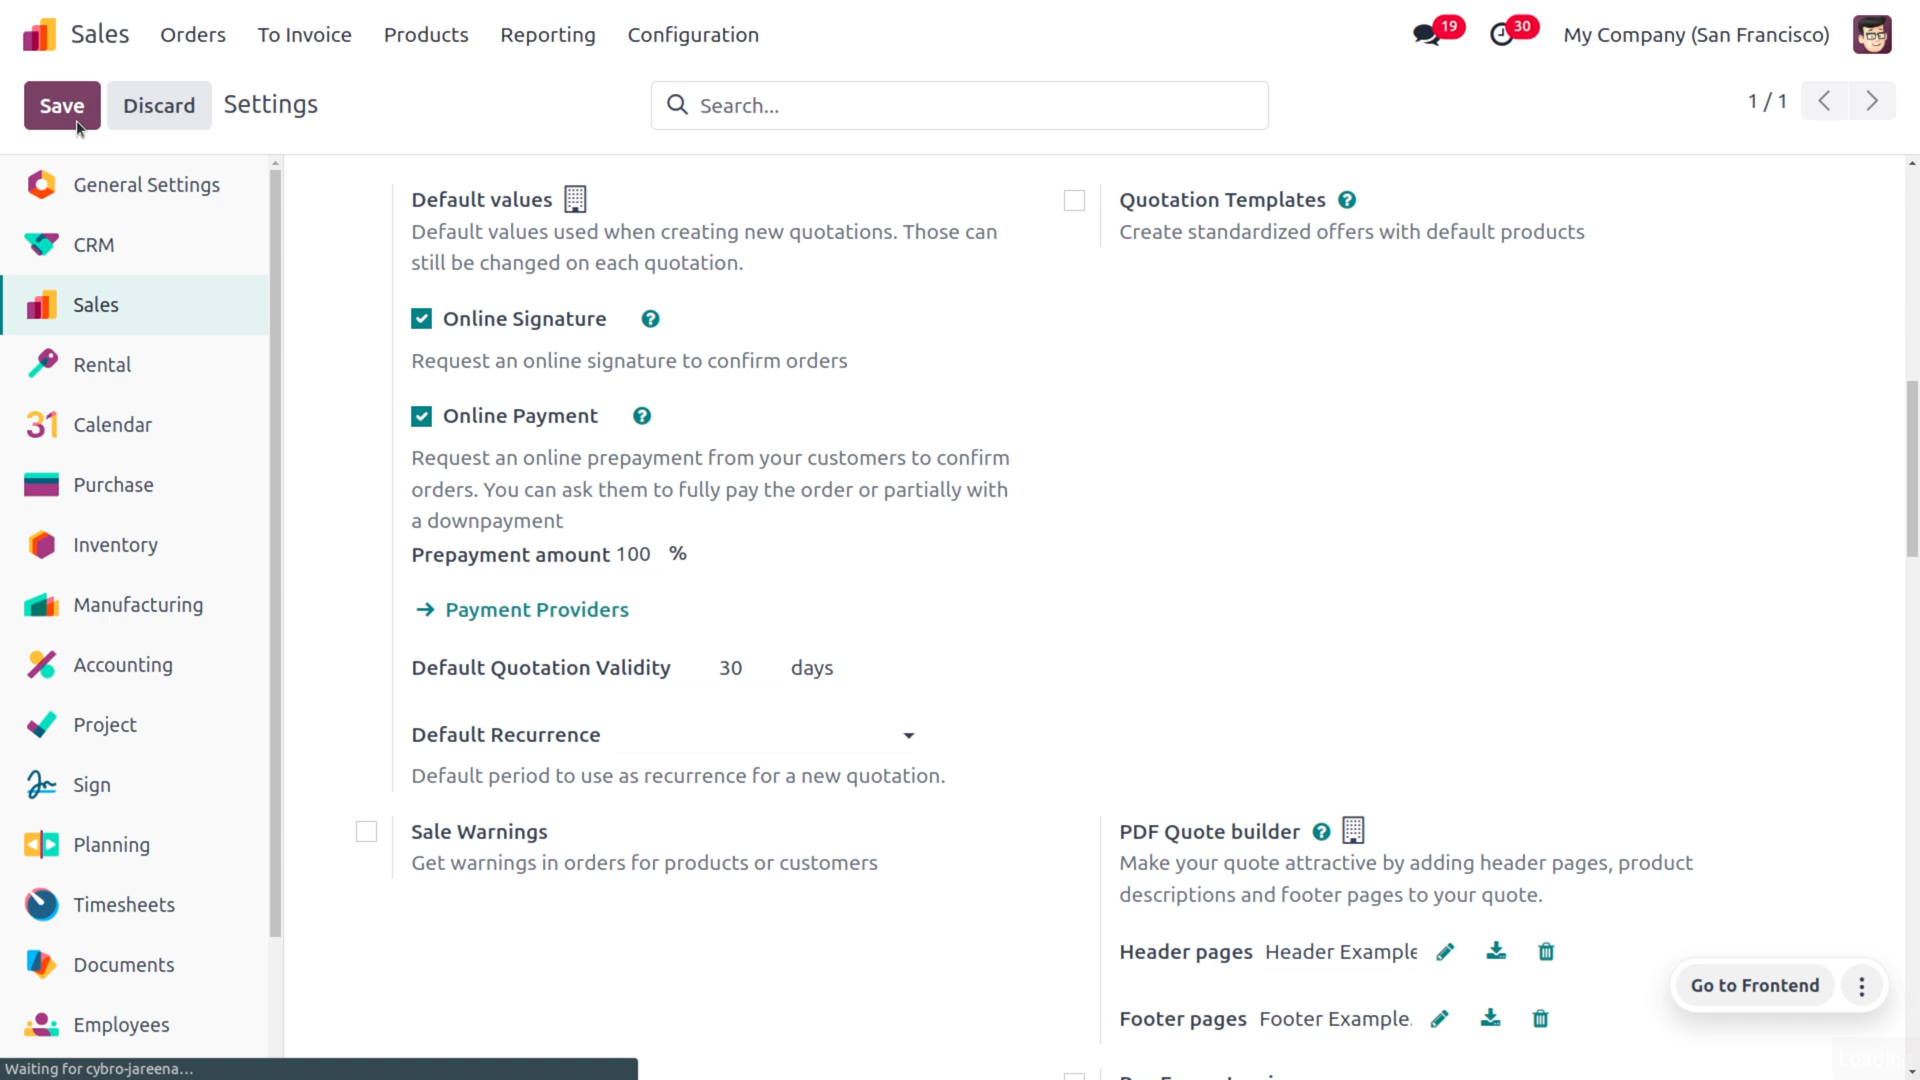 Sales Orders To Invoice Products Reporting Configuration 19 30 My Company (San Francisco)
Save Discard Settings Search... 1 / 1
General Settings
CRM
Sales
Rental
31 Calendar
Purchase
Inventory
Manufacturing
Accounting
Project
Sign
Planning
Timesheets
Documents
Employees
Default values
Default values used when creating new quotations. Those can
still be changed on each quotation.
Online Signature ?
Request an online signature to confirm orders
Online Payment ?
Request an online prepayment from your customers to confirm
orders. You can ask them to fully pay the order or partially with
a downpayment
Prepayment amount 100 %
Payment Providers
Default Quotation Validity 30 days
Default Recurrence
Default period to use as recurrence for a new quotation.
Sale Warnings
Get warnings in orders for products or customers
Quotation Templates ?
Create standardized offers with default products
PDF Quote builder ?
Make your quote attractive by adding header pages, product
descriptions and footer pages to your quote.
Header pages Header Example
Footer pages Footer Example.
Go to Frontend
Loading
Waiting for cybro-jareena...